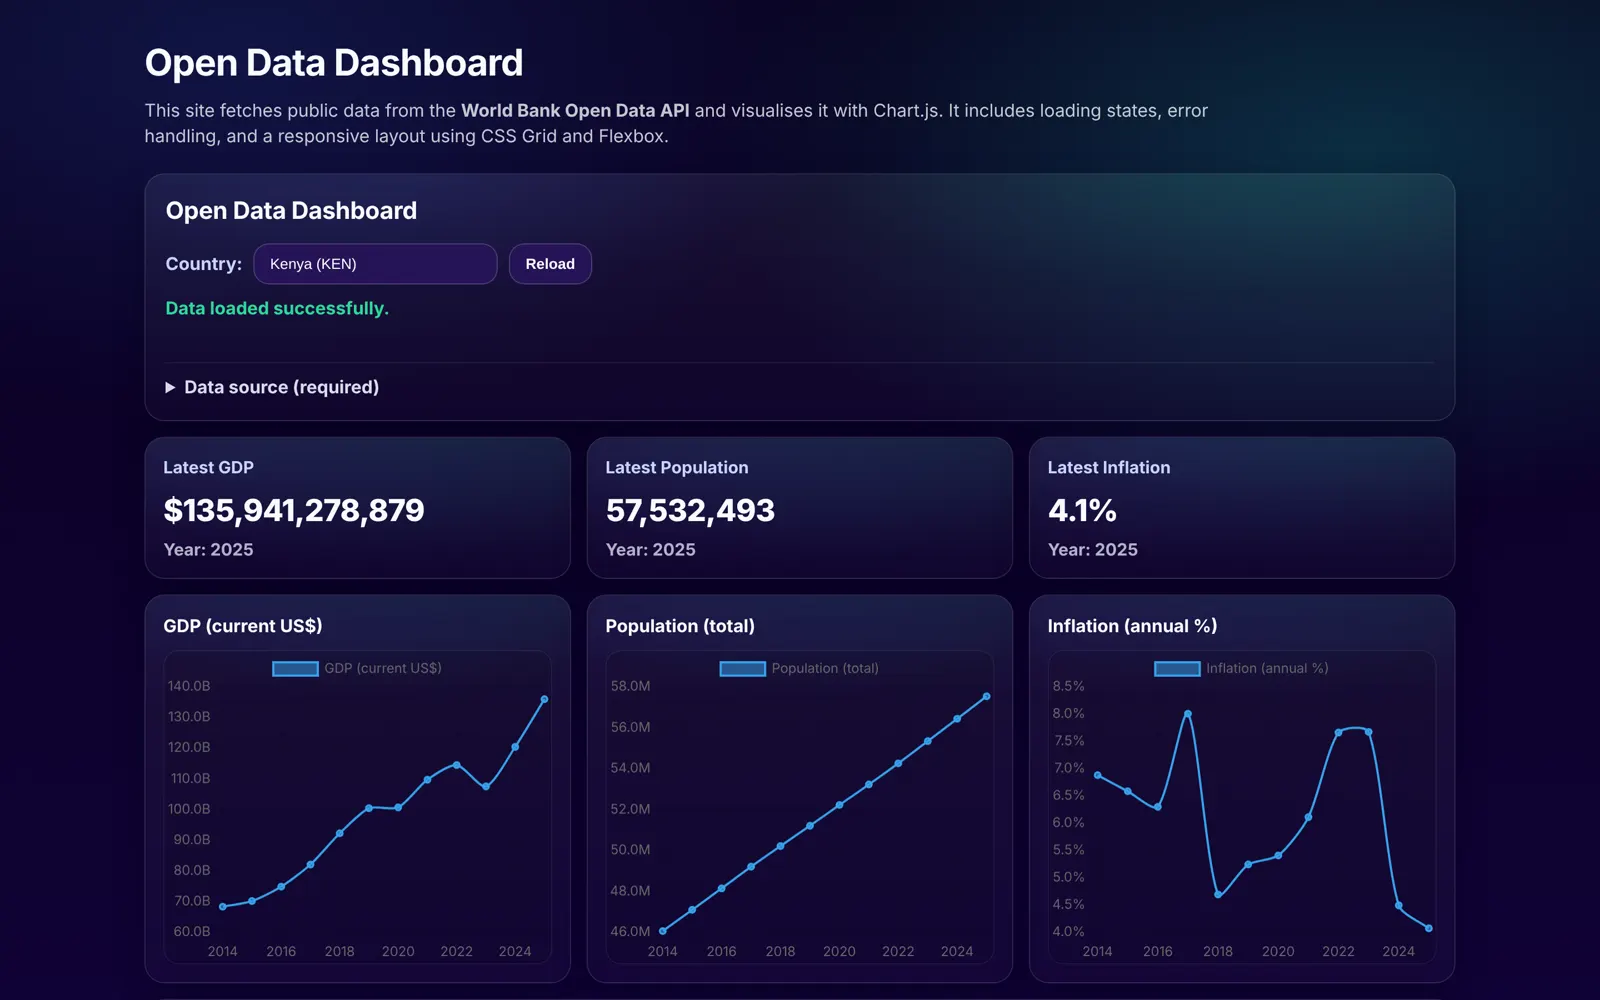 Open Data Dashboard
This site fetches public data from the World Bank Open Data API and visualises it with Chart.js. It includes loading states, error
handling, and a responsive layout using CSS Grid and Flexbox.
Open Data Dashboard
Country: Kenya (KEN) Reload
Data loaded successfully.
▶ Data source (required)
Latest GDP
$135,941,278,879
Year: 2025
Latest Population
57,532,493
Year: 2025
Latest Inflation
4.1%
Year: 2025
GDP (current US$)
GDP (current US$)
140.0B
130.0B
120.0B
110.0B
100.0B
90.0B
80.0B
70.0B
60.0B
2014 2016 2018 2020 2022 2024
Population (total)
Population (total)
58.0M
56.0M
54.0M
52.0M
50.0M
48.0M
46.0M
2014 2016 2018 2020 2022 2024
Inflation (annual %)
Inflation (annual %)
8.5%
8.0%
7.5%
7.0%
6.5%
6.0%
5.5%
5.0%
4.5%
4.0%
2014 2016 2018 2020 2022 2024